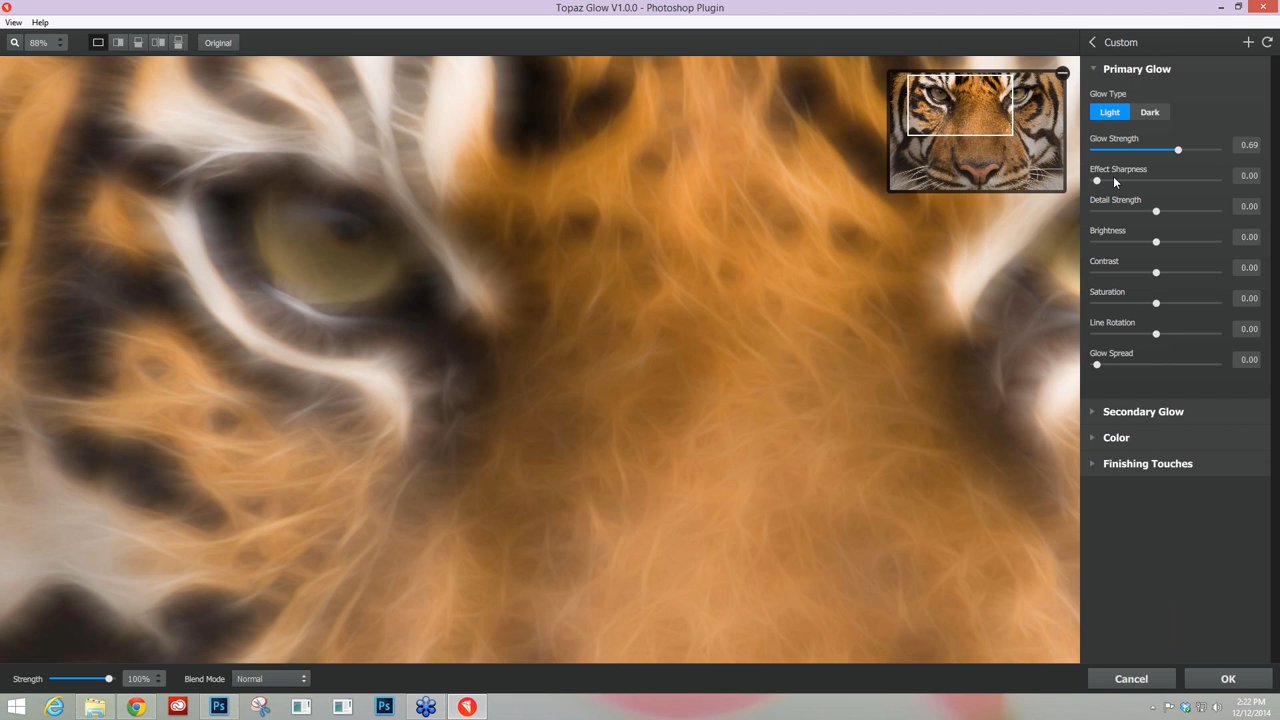 Topaz Glow V1.0.0 - Photoshop Plugin
View Help
88% Original
Custom
Primary Glow
Glow Type
Light Dark
Glow Strength 0.69
Effect Sharpness 0.00
Detail Strength 0.00
Brightness 0.00
Contrast 0.00
Saturation 0.00
Line Rotation 0.00
Glow Spread 0.00
Secondary Glow
Color
Finishing Touches
Strength 100% Blend Mode Normal Cancel OK
Ps Ps
2:22 PM
12/12/2014